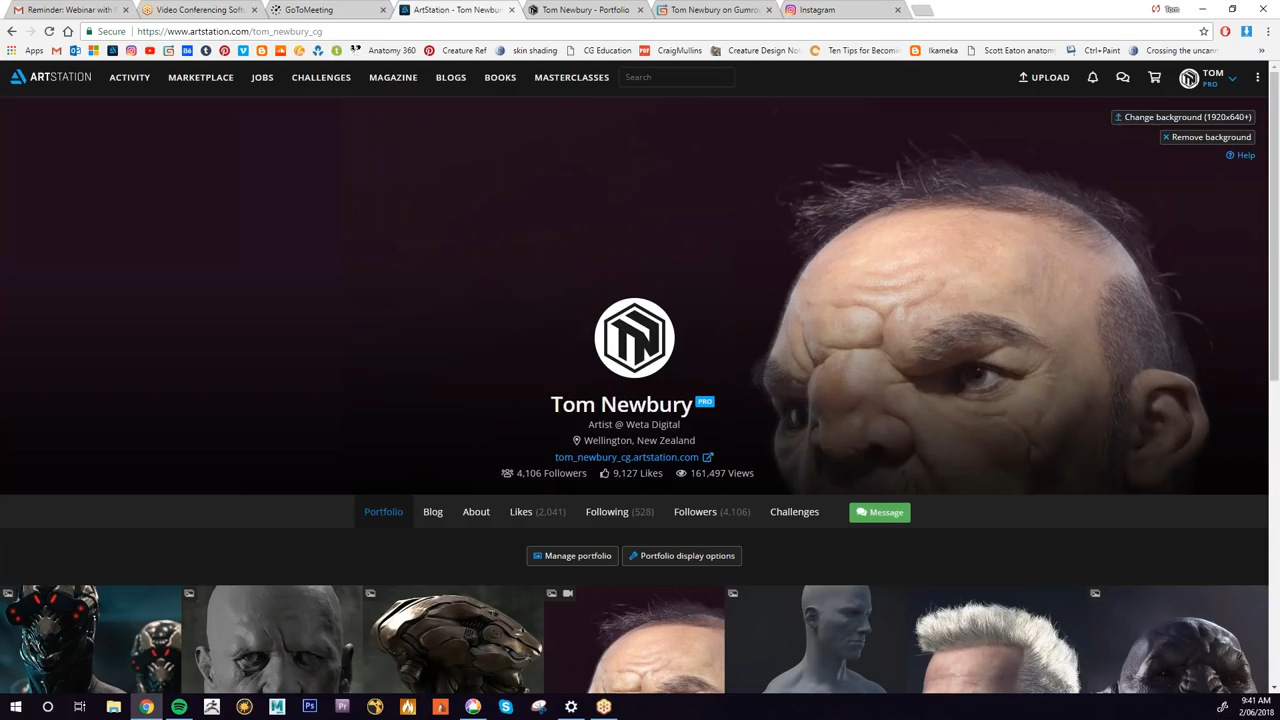 Reminder: Webinar with F
Video Conferencing Soft
GoToMeeting
ArtStation - Tom Newbur
Tom Newbury - Portfolio
Tom Newbury on Gumro
Instagram
Tom
Secure
https://www.artstation.com/tom_newbury_cg
Apps
Anatomy 360
Creature Ref
skin shading
CG Education
CraigMullins
Creature Design Not
Ten Tips for Becomi
Ikameka
Scott Eaton anatom
Ctrl+Paint
Crossing the uncann
ARTSTATION
ACTIVITY
MARKETPLACE
JOBS
CHALLENGES
MAGAZINE
BLOGS
BOOKS
MASTERCLASSES
Search
UPLOAD
TOM
PRO
Change background (1920x640+)
Remove background
Help
Tom Newbury PRO
Artist @ Weta Digital
Wellington, New Zealand
tom_newbury_cg.artstation.com
4,106 Followers 9,127 Likes 161,497 Views
Portfolio
Blog
About
Likes (2,041)
Following (528)
Followers (4,106)
Challenges
Message
Manage portfolio
Portfolio display options
9:41 AM
2/06/2018